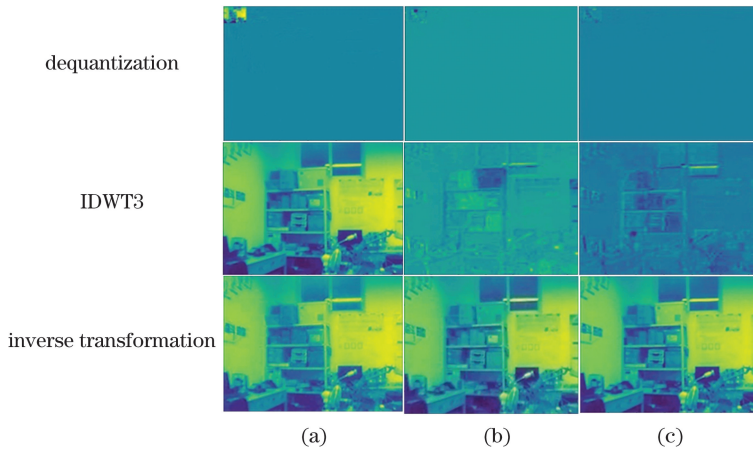 dequantization
IDWT3
inverse transformation
(a)
(b)
(c)